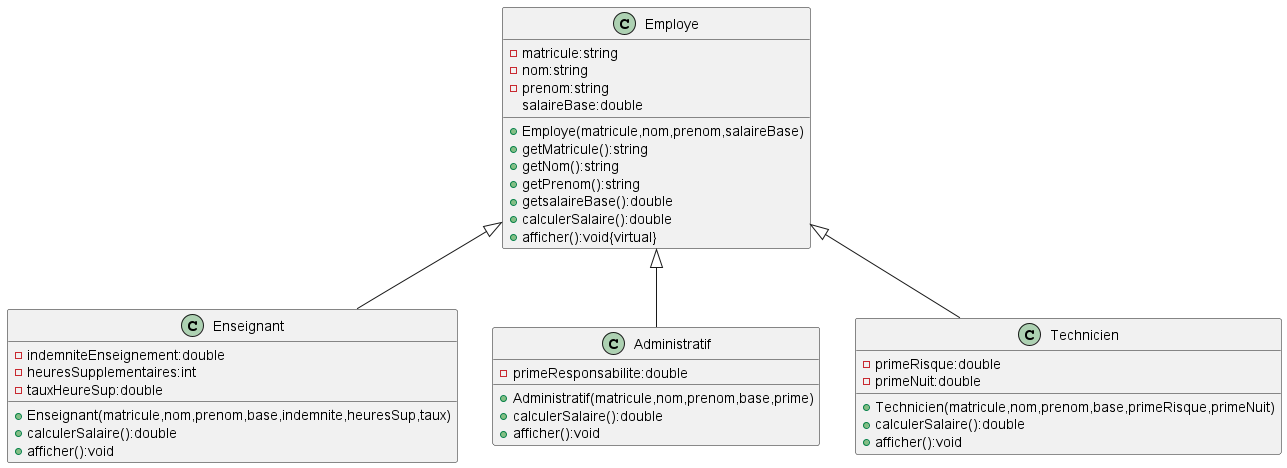 Employe
matricule:string
nom:string
prenom:string
salaireBase:double
Employe(matricule,nom,prenom,salaireBase)
getMatricule():string
getNom():string
getPrenom():string
getsalaireBase():double
calculerSalaire():double
afficher():void{virtual}
Enseignant
indemniteEnseignement:double
heuresSupplementaires:int
tauxHeureSup:double
Enseignant(matricule,nom,prenom,base,indemnite,heuresSup,taux)
calculerSalaire():double
afficher():void
Administratif
primeResponsabilite:double
Administratif(matricule,nom,prenom,base,prime)
calculerSalaire():double
afficher():void
Technicien
primeRisque:double
primeNuit:double
Technicien(matricule,nom,prenom,base,primeRisque,primeNuit)
calculerSalaire():double
afficher():void